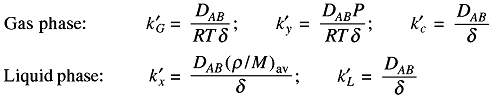 Gas phase: k′_G = D_AB / RTδ ; k′_y = D_AB P / RTδ ; k′_c = D_AB / δ
Liquid phase: k′_x = D_AB (ρ/M)_av / δ ; k′_L = D_AB / δ